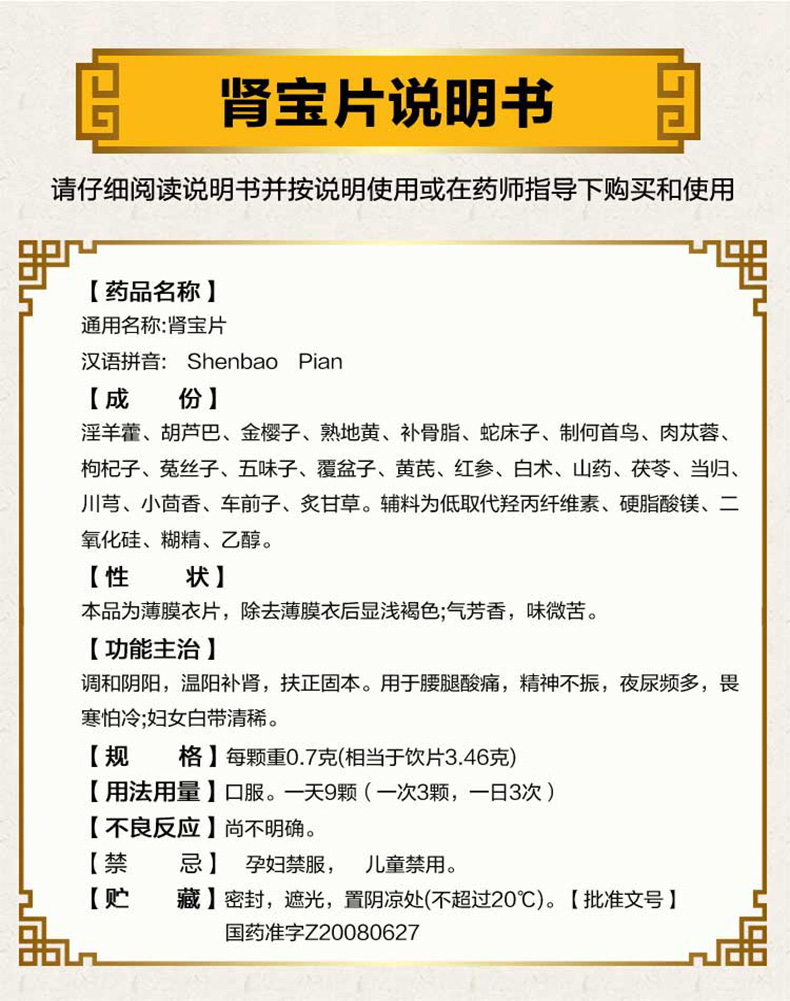 肾宝片说明书
请仔细阅读说明书并按说明使用或在药师指导下购买和使用
【药品名称】
通用名称:肾宝片
汉语拼音: Shenbao Pian
【成 份】
淫羊藿、胡芦巴、金樱子、熟地黄、补骨脂、蛇床子、制何首乌、肉苁蓉、
枸杞子、菟丝子、五味子、覆盆子、黄芪、红参、白术、山药、茯苓、当归、
川芎、小茴香、车前子、炙甘草。辅料为低取代羟丙纤维素、硬脂酸镁、二
氧化硅、糊精、乙醇。
【性 状】
本品为薄膜衣片，除去薄膜衣后显浅褐色;气芳香，味微苦。
【功能主治】
调和阴阳，温阳补肾，扶正固本。用于腰腿酸痛，精神不振，夜尿频多，畏
寒怕冷;妇女白带清稀。
【规 格】每颗重0.7克(相当于饮片3.46克)
【用法用量】口服。一天9颗（一次3颗，一日3次）
【不良反应】尚不明确。
【禁 忌】 孕妇禁服， 儿童禁用。
【贮 藏】密封，遮光，置阴凉处(不超过20℃)。【批准文号】
国药准字Z20080627